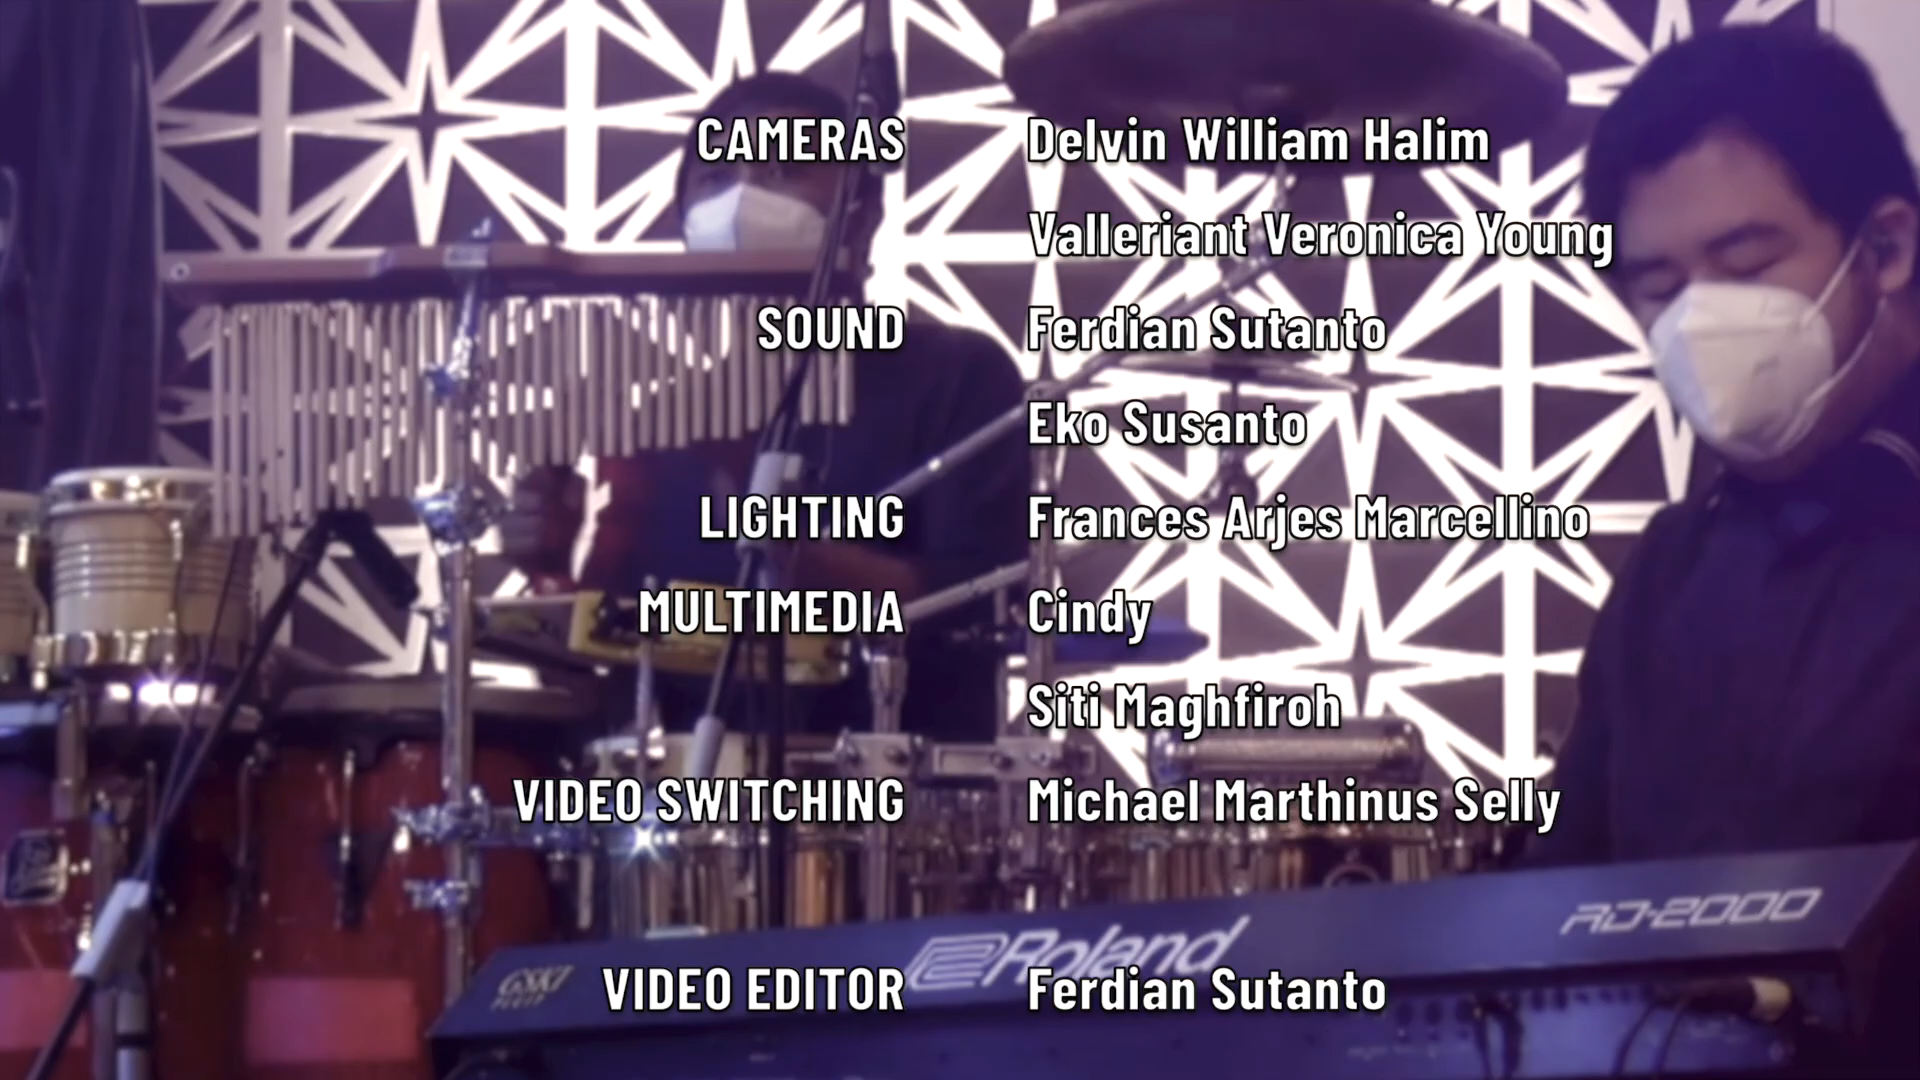 CAMERAS Delvin William Halim
Valleriant Veronica Young
SOUND Ferdian Sutanto
Eko Susanto
LIGHTING Frances Arjes Marcellino
MULTIMEDIA Cindy
Siti Maghfiroh
VIDEO SWITCHING Michael Marthinus Selly
RD-2000
Roland
GSKI
VIDEO EDITOR Ferdian Sutanto